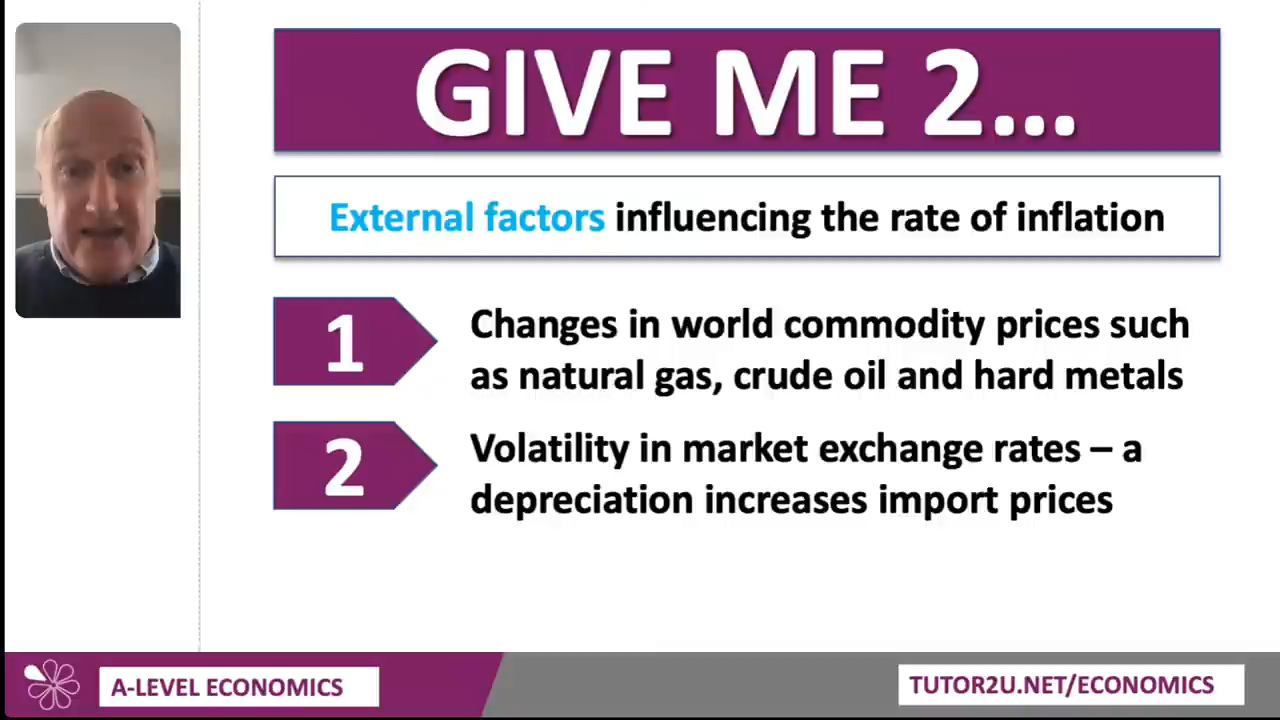 GIVE ME 2...
External factors influencing the rate of inflation
1
Changes in world commodity prices such
as natural gas, crude oil and hard metals
2
Volatility in market exchange rates – a
depreciation increases import prices
A-LEVEL ECONOMICS
TUTOR2U.NET/ECONOMICS